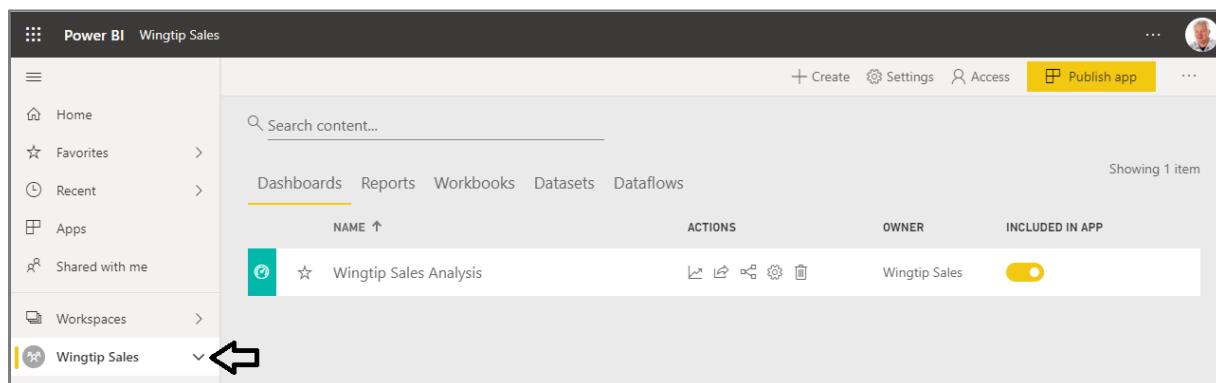 Power BI Wingtip Sales
+ Create Settings Access Publish app ...
Home
Favorites
Recent
Apps
Shared with me
Workspaces
Wingtip Sales
Search content...
Showing 1 item
Dashboards Reports Workbooks Datasets Dataflows
NAME ↑ ACTIONS OWNER INCLUDED IN APP
Wingtip Sales Analysis Wingtip Sales